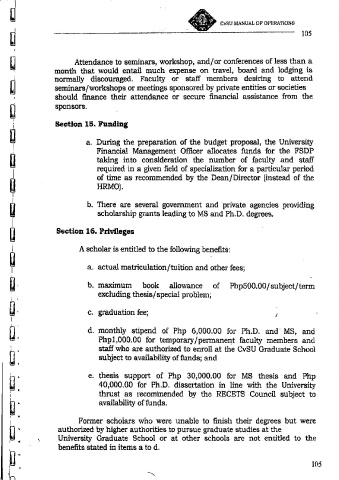 CvSU MANUAL OF OPERATIONS
105
Attendance to seminars, workshop, and/or conferences of less than a
month that would entail much expense on travel, board and lodging is
normally discouraged. Faculty or staff members desiring to attend
seminars/workshops or meetings sponsored by private entities or societies
should finance their attendance or secure financial assistance from the
sponsors.
Section 15. Funding
a. During the preparation of the budget proposal, the University
Financial Management Officer allocates funds for the FSDP
taking into consideration the number of faculty and staff
required in a given field of specialization for a particular period
of time as recommended by the Dean/Director (instead of the
HRMO).
b. There are several government and private agencies providing
scholarship grants leading to MS and Ph.D. degrees.
Section 16. Privileges
A scholar is entitled to the following benefits:
a. actual matriculation/tuition and other fees;
b. maximum book allowance of Php500.00/subject/term
excluding thesis/special problem;
c. graduation fee;
d. monthly stipend of Php 6,000.00 for Ph.D. and MS, and
Php1,000.00 for temporary/permanent faculty members and
staff who are authorized to enroll at the CvSU Graduate School
subject to availability of funds; and
e. thesis support of Php 30,000.00 for MS thesis and Php
40,000.00 for Ph.D. dissertation in line with the University
thrust as recommended by the RECETS Council subject to
availability of funds.
Former scholars who were unable to finish their degrees but were
authorized by higher authorities to pursue graduate studies at the
University Graduate School or at other schools are not entitled to the
benefits stated in items a to d.
105